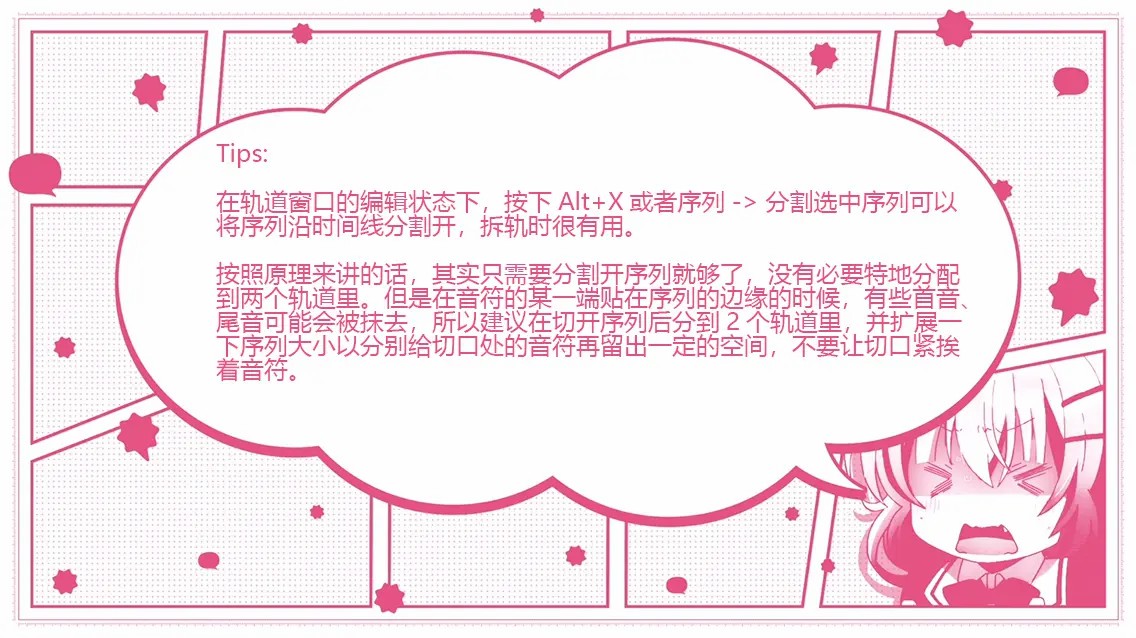 Tips:
在轨道窗口的编辑状态下，按下 Alt+X 或者序列 -> 分割选中序列可以
将序列沿时间线分割开，拆轨时很有用。
按照原理来讲的话，其实只需要分割开序列就够了，没有必要特地分配
到两个轨道里。但是在音符的某一端贴在序列的边缘的时候，有些首音、
尾音可能会被抹去，所以建议在切开序列后分到 2 个轨道里，并扩展一
下序列大小以分别给切口处的音符再留出一定的空间，不要让切口紧挨
着音符。